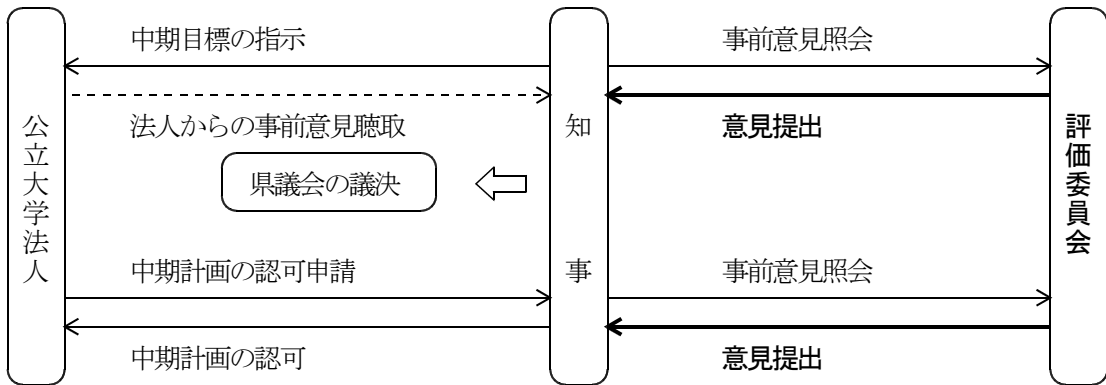 中期目標の指示
事前意見照会
公立大学法人
法人からの事前意見聴取
知事
意見提出
評価委員会
県議会の議決
中期計画の認可申請
事前意見照会
中期計画の認可
意見提出